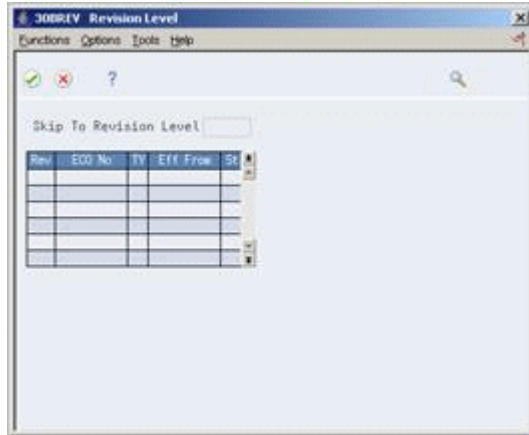 30BREV Revision Level
Functions Options Tools Help
?
Skip To Revision Level
Rev ECO No TY Eff From St